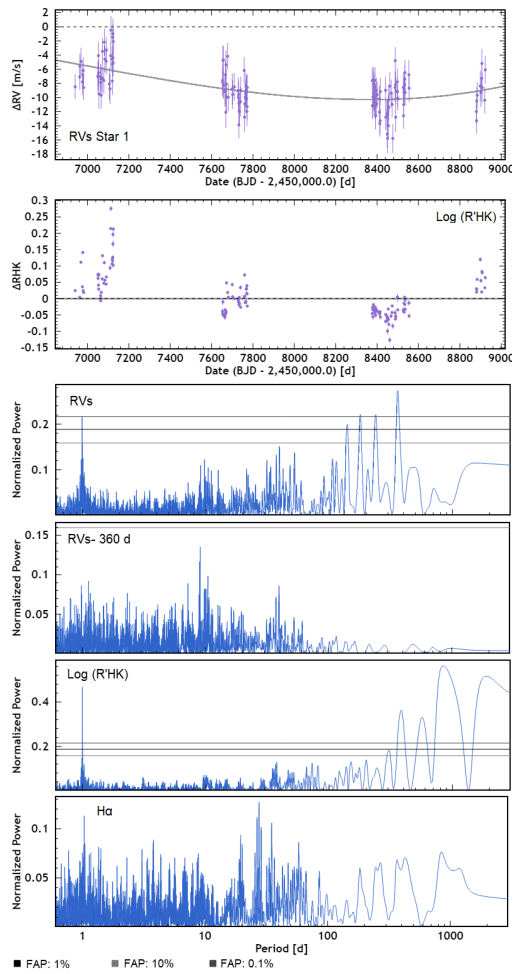 0
-2
-4
-6
-8
-10
-12
-14
-16
-18
ΔRV [m/s]
RVs Star 1
7000 7200 7400 7600 7800 8000 8200 8400 8600 8800 9000
Date (BJD - 2,450,000.0) [d]
0.3
0.25
0.2
0.15
0.1
0.05
0
-0.05
-0.1
-0.15
ΔRHK
Log (R'HK)
7000 7200 7400 7600 7800 8000 8200 8400 8600 8800 9000
Date (BJD - 2,450,000.0) [d]
RVs
0.2
0.1
Normalized Power
RVs- 360 d
0.15
0.1
0.05
Normalized Power
Log (R'HK)
0.4
0.2
Normalized Power
Hα
0.1
0.05
Normalized Power
1 10 100 1000
Period [d]
FAP: 1% FAP: 10% FAP: 0.1%